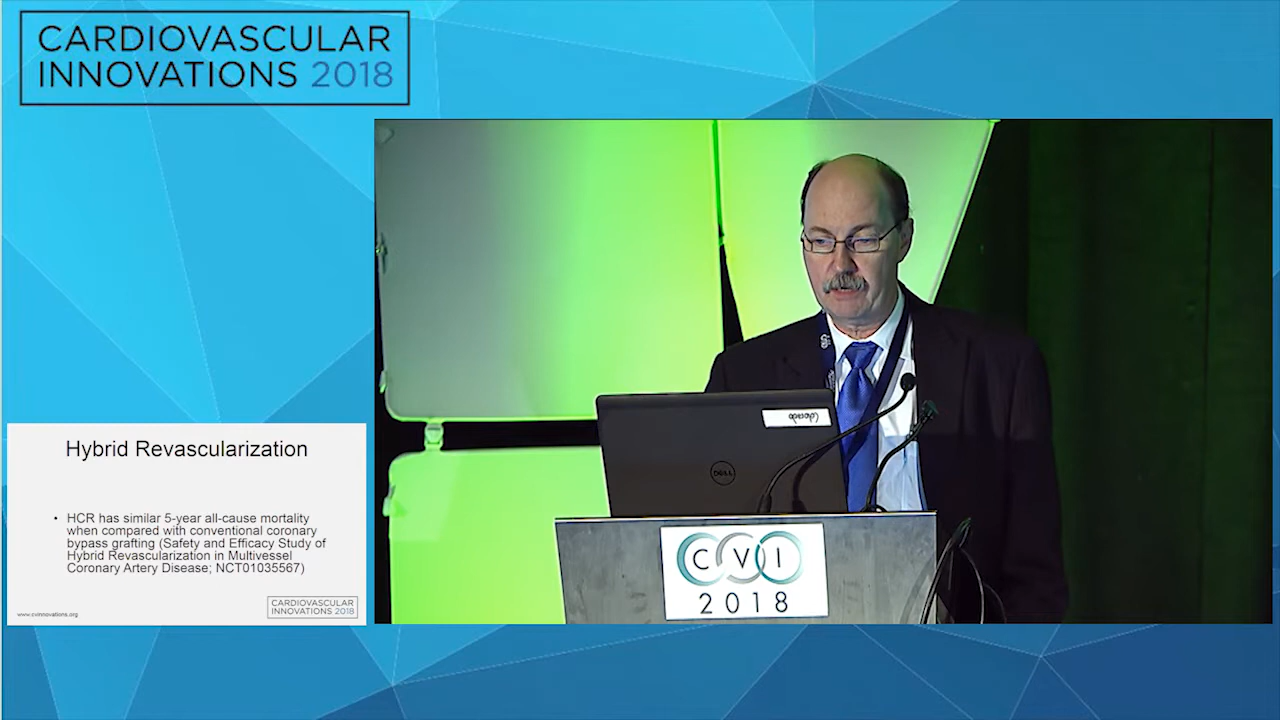 CARDIOVASCULAR
INNOVATIONS 2018
Hybrid Revascularization
• HCR has similar 5-year all-cause mortality
when compared with conventional coronary
bypass grafting (Safety and Efficacy Study of
Hybrid Revascularization in Multivessel
Coronary Artery Disease; NCT01035567)
www.cvinnovations.org
CARDIOVASCULAR
INNOVATIONS 2018
Colorado
DELL
CVI
2018